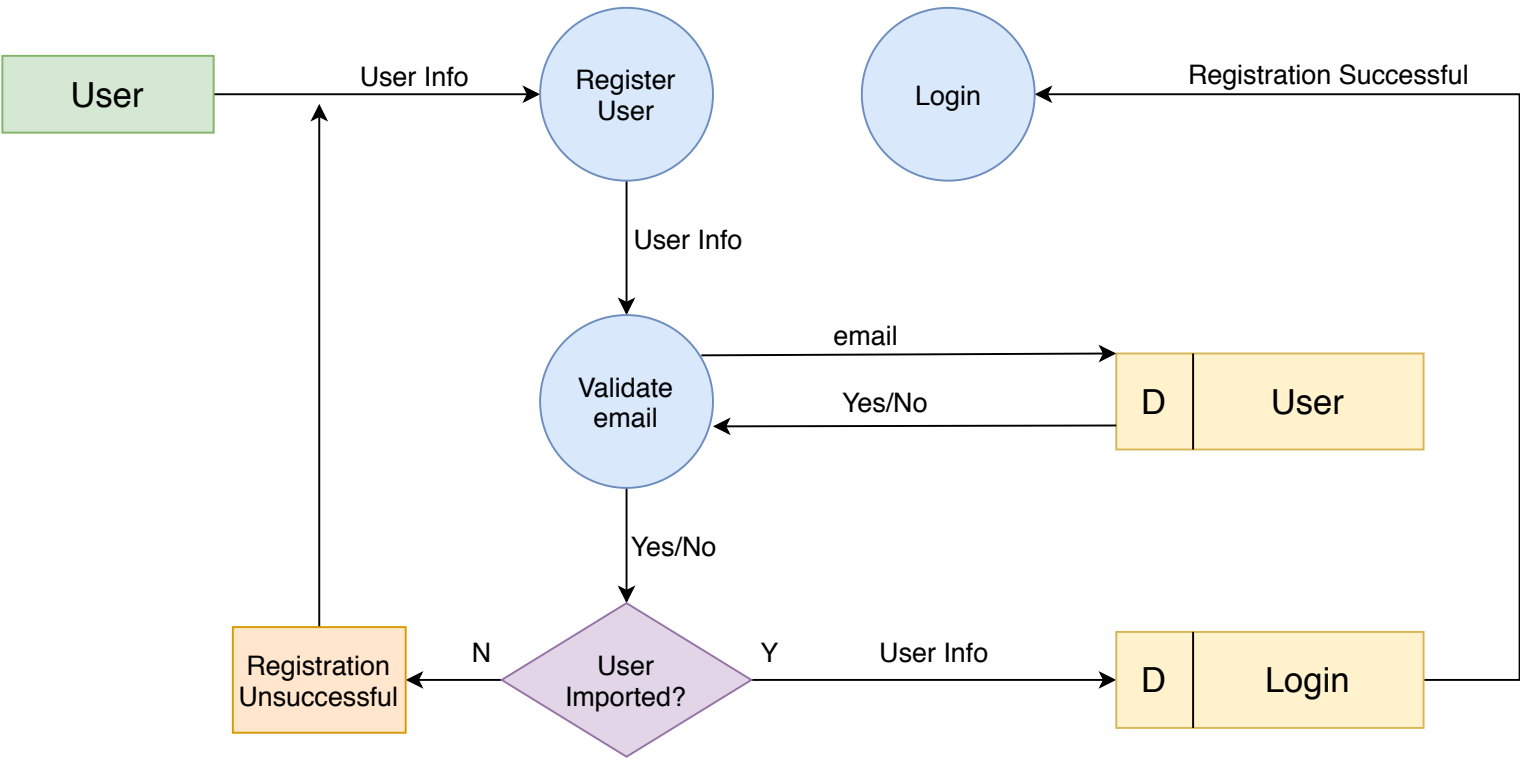 User
User Info
Register
User
Login
Registration Successful
User Info
email
Validate
email
Yes/No
D
User
Yes/No
Registration
Unsuccessful
N
User
Imported?
Y
User Info
D
Login